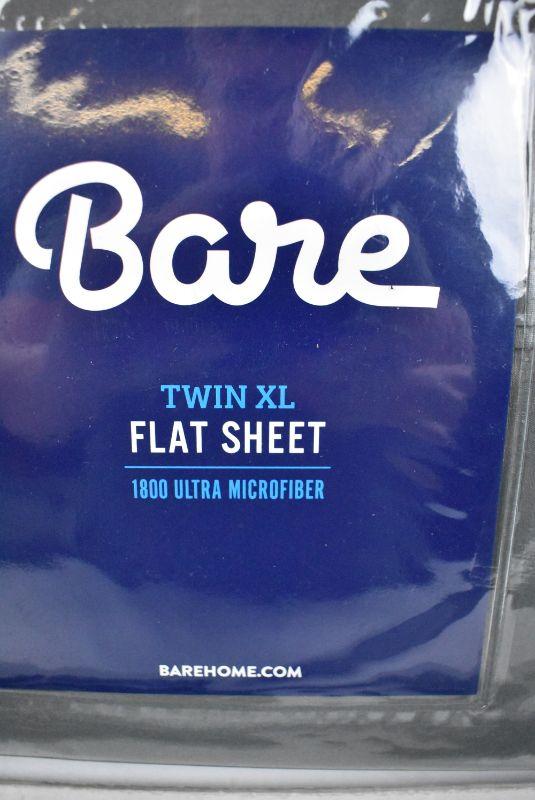 Bare
TWIN XL
FLAT SHEET
1800 ULTRA MICROFIBER
BAREHOME.COM